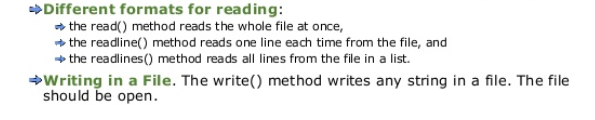 Different formats for reading:
the read() method reads the whole file at once,
the readline() method reads one line each time from the file, and
the readlines() method reads all lines from the file in a list.
Writing in a File. The write() method writes any string in a file. The file
should be open.